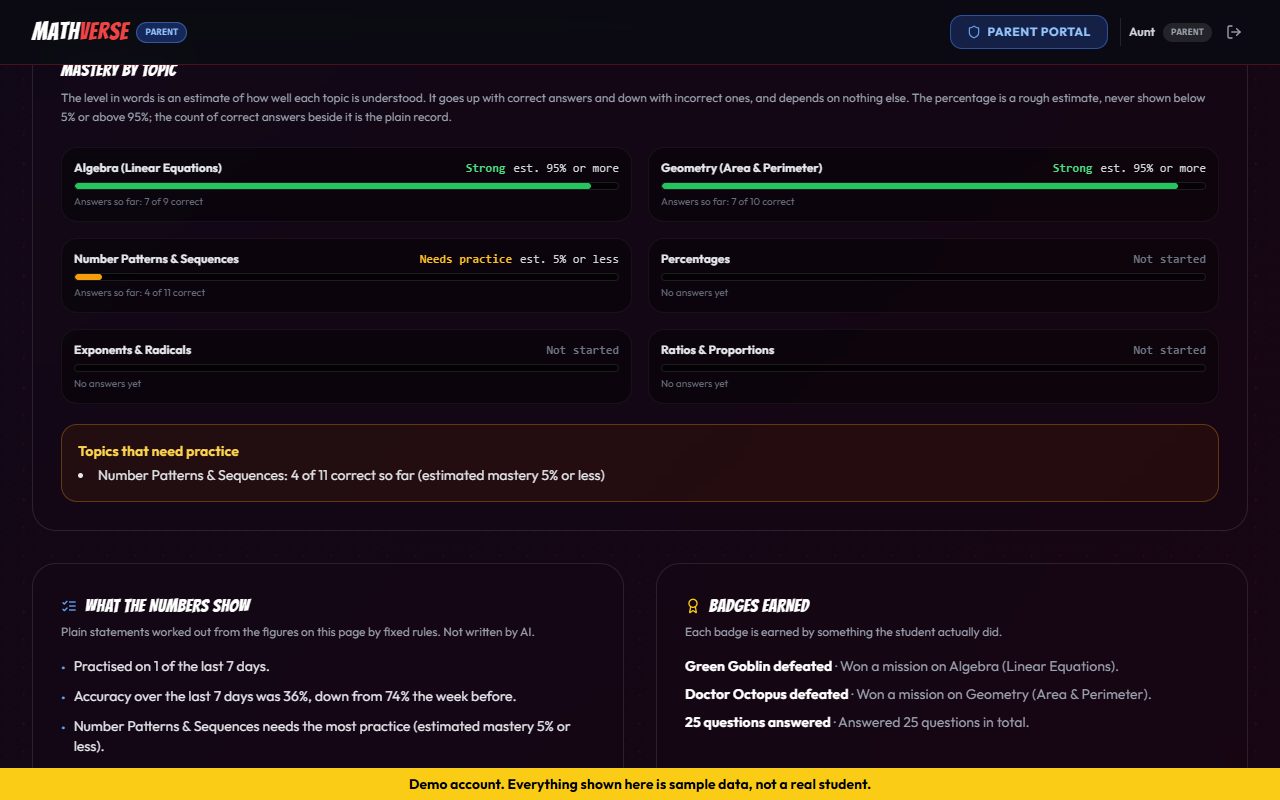 MATHVERSE PARENT
PARENT PORTAL
Aunt PARENT
MASTERY BY TOPIC
The level in words is an estimate of how well each topic is understood. It goes up with correct answers and down with incorrect ones, and depends on nothing else. The percentage is a rough estimate, never shown below
5% or above 95%; the count of correct answers beside it is the plain record.
Algebra (Linear Equations) Strong est. 95% or more
Answers so far: 7 of 9 correct
Geometry (Area & Perimeter) Strong est. 95% or more
Answers so far: 7 of 10 correct
Number Patterns & Sequences Needs practice est. 5% or less
Answers so far: 4 of 11 correct
Percentages Not started
No answers yet
Exponents & Radicals Not started
No answers yet
Ratios & Proportions Not started
No answers yet
Topics that need practice
• Number Patterns & Sequences: 4 of 11 correct so far (estimated mastery 5% or less)
WHAT THE NUMBERS SHOW
Plain statements worked out from the figures on this page by fixed rules. Not written by AI.
• Practised on 1 of the last 7 days.
• Accuracy over the last 7 days was 36%, down from 74% the week before.
• Number Patterns & Sequences needs the most practice (estimated mastery 5% or
less).
BADGES EARNED
Each badge is earned by something the student actually did.
Green Goblin defeated · Won a mission on Algebra (Linear Equations).
Doctor Octopus defeated · Won a mission on Geometry (Area & Perimeter).
25 questions answered · Answered 25 questions in total.
Demo account. Everything shown here is sample data, not a real student.